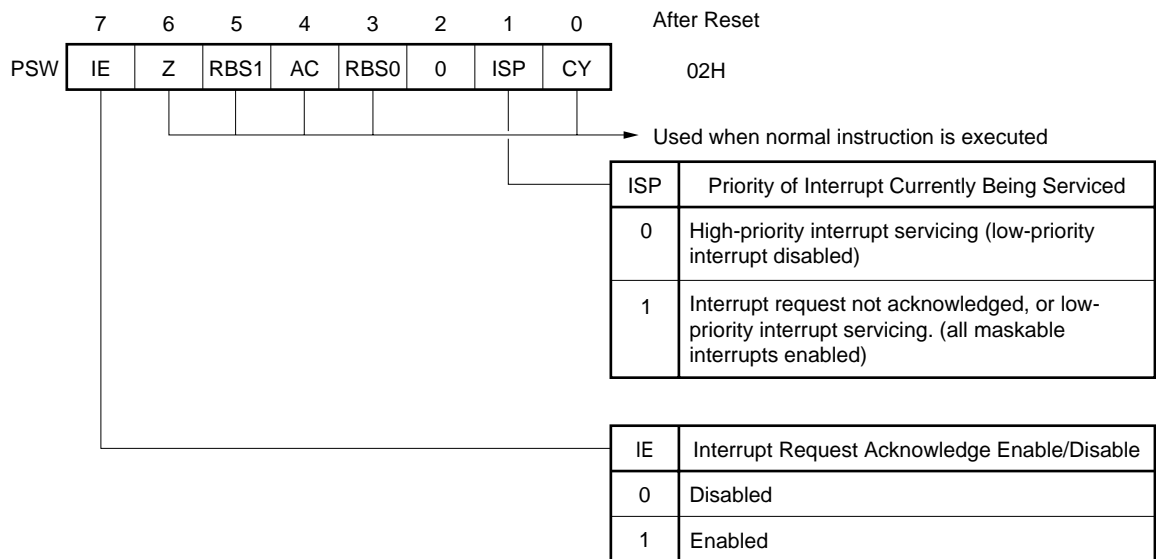 7 6 5 4 3 2 1 0 After Reset
PSW IE Z RBS1 AC RBS0 0 ISP CY 02H
Used when normal instruction is executed
ISP Priority of Interrupt Currently Being Serviced
0 High-priority interrupt servicing (low-priority
interrupt disabled)
1 Interrupt request not acknowledged, or low-
priority interrupt servicing. (all maskable
interrupts enabled)
IE Interrupt Request Acknowledge Enable/Disable
0 Disabled
1 Enabled